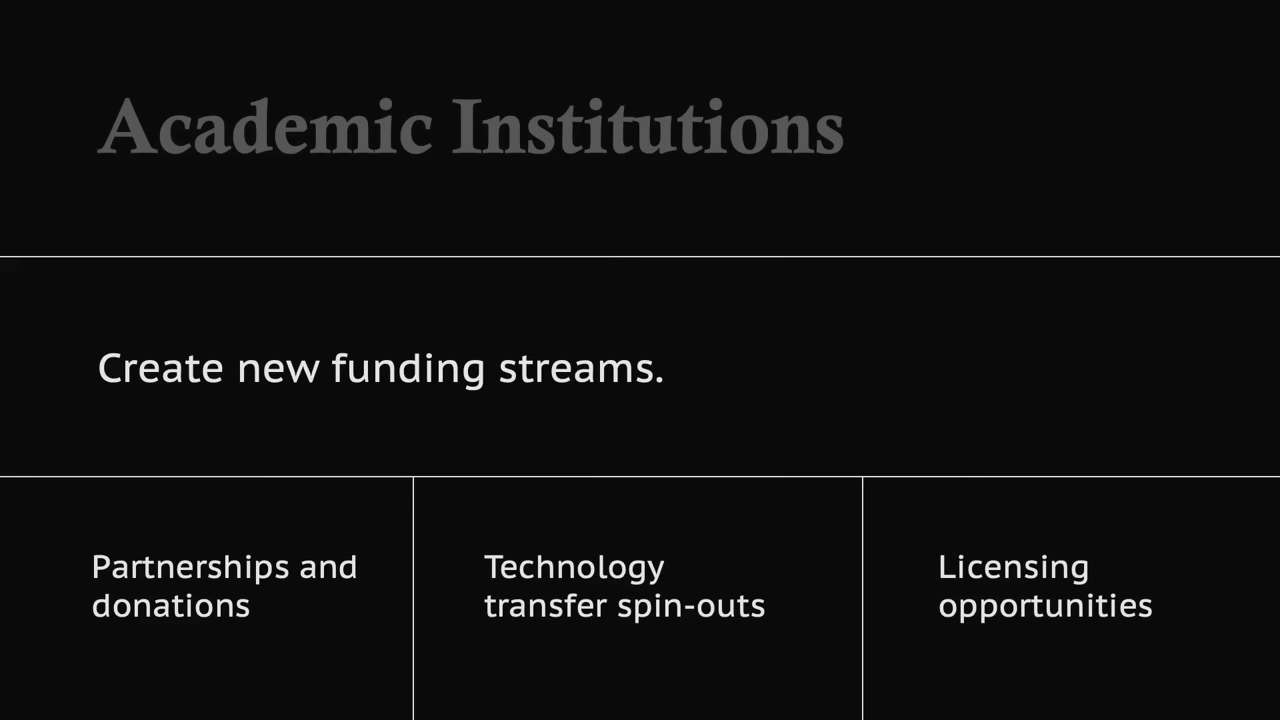 Academic Institutions
Create new funding streams.
Partnerships and
donations
Technology
transfer spin-outs
Licensing
opportunities